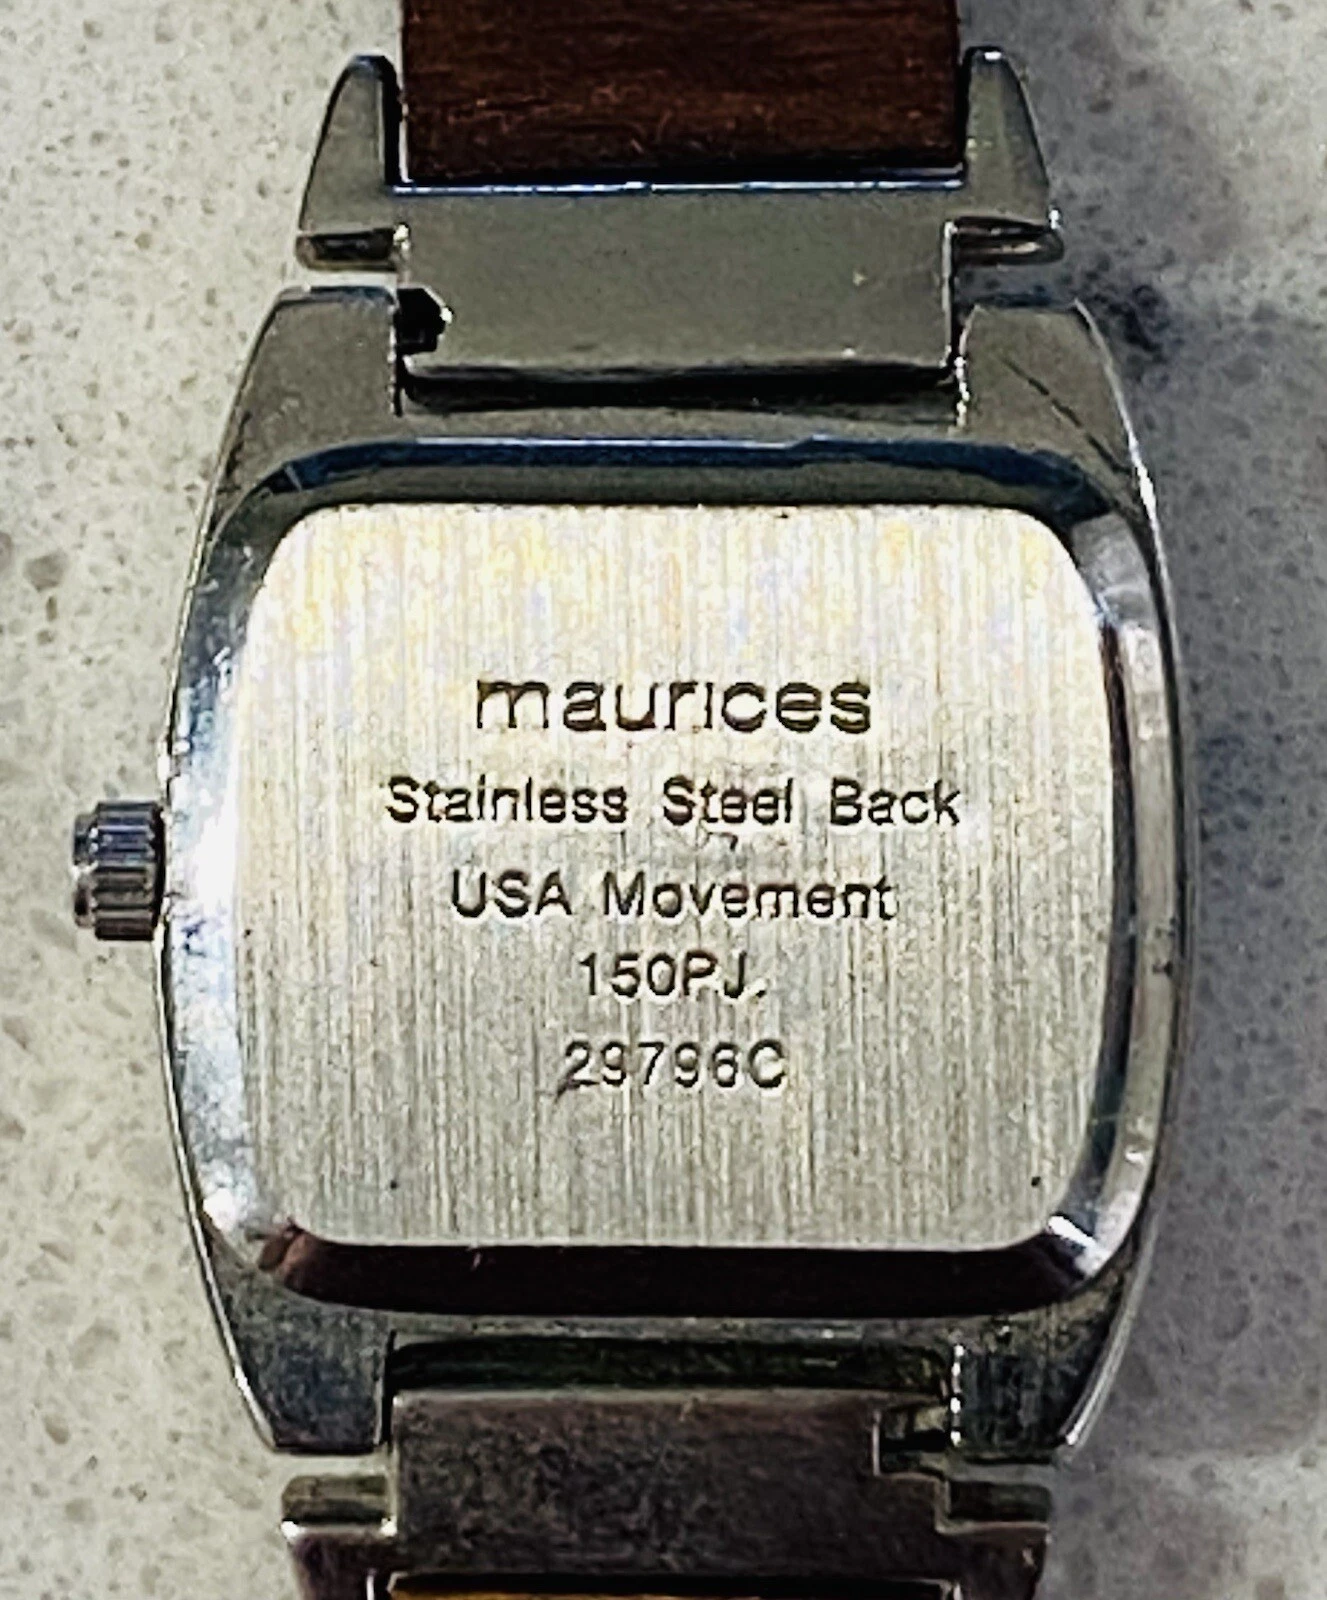 maurices
Stainless Steel Back
USA Movement
150PJ.
29796C